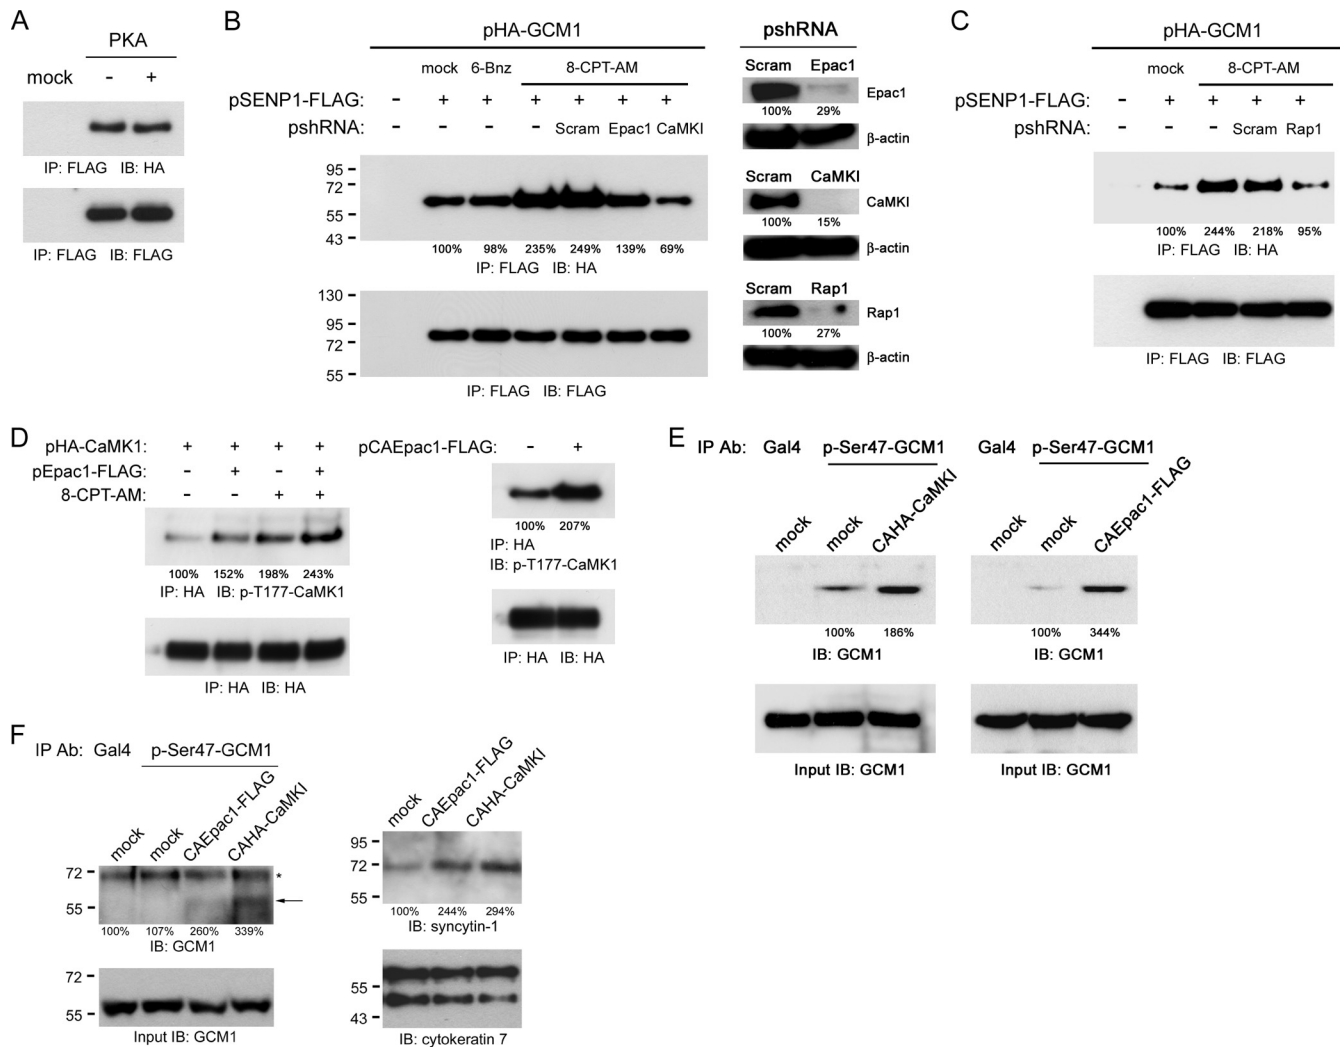 A
PKA
mock - +
IP: FLAG IB: HA
IP: FLAG IB: FLAG
B
pHA-GCM1
mock 6-Bnz 8-CPT-AM
pSENP1-FLAG: - + + + + + +
pshRNA: - - - - Scram Epac1 CaMKI
95
72
55
43
100% 98% 235% 249% 139% 69%
IP: FLAG IB: HA
130
95
72
55
IP: FLAG IB: FLAG
pshRNA
Scram Epac1
Epac1
100% 29%
β-actin
Scram CaMKI
CaMKI
100% 15%
β-actin
Scram Rap1
Rap1
100% 27%
β-actin
C
pHA-GCM1
mock 8-CPT-AM
pSENP1-FLAG: - + + + +
pshRNA: - - - Scram Rap1
100% 244% 218% 95%
IP: FLAG IB: HA
IP: FLAG IB: FLAG
D
pHA-CaMK1: + + + +
pEpac1-FLAG: - + - +
8-CPT-AM: - - + +
100% 152% 198% 243%
IP: HA IB: p-T177-CaMK1
IP: HA IB: HA
pCAEpac1-FLAG: - +
100% 207%
IP: HA
IB: p-T177-CaMK1
IP: HA IB: HA
E
IP Ab: Gal4 p-Ser47-GCM1
mock mock CAHA-CaMKI
100% 186%
IB: GCM1
Input IB: GCM1
Gal4 p-Ser47-GCM1
mock mock CAEpac1-FLAG
100% 344%
IB: GCM1
Input IB: GCM1
F
IP Ab: Gal4 p-Ser47-GCM1
mock mock CAEpac1-FLAG CAHA-CaMKI
72
*
55
100% 107% 260% 339%
IB: GCM1
72
55
Input IB: GCM1
mock CAEpac1-FLAG CAHA-CaMKI
95
72
55
100% 244% 294%
IB: syncytin-1
55
43
IB: cytokeratin 7